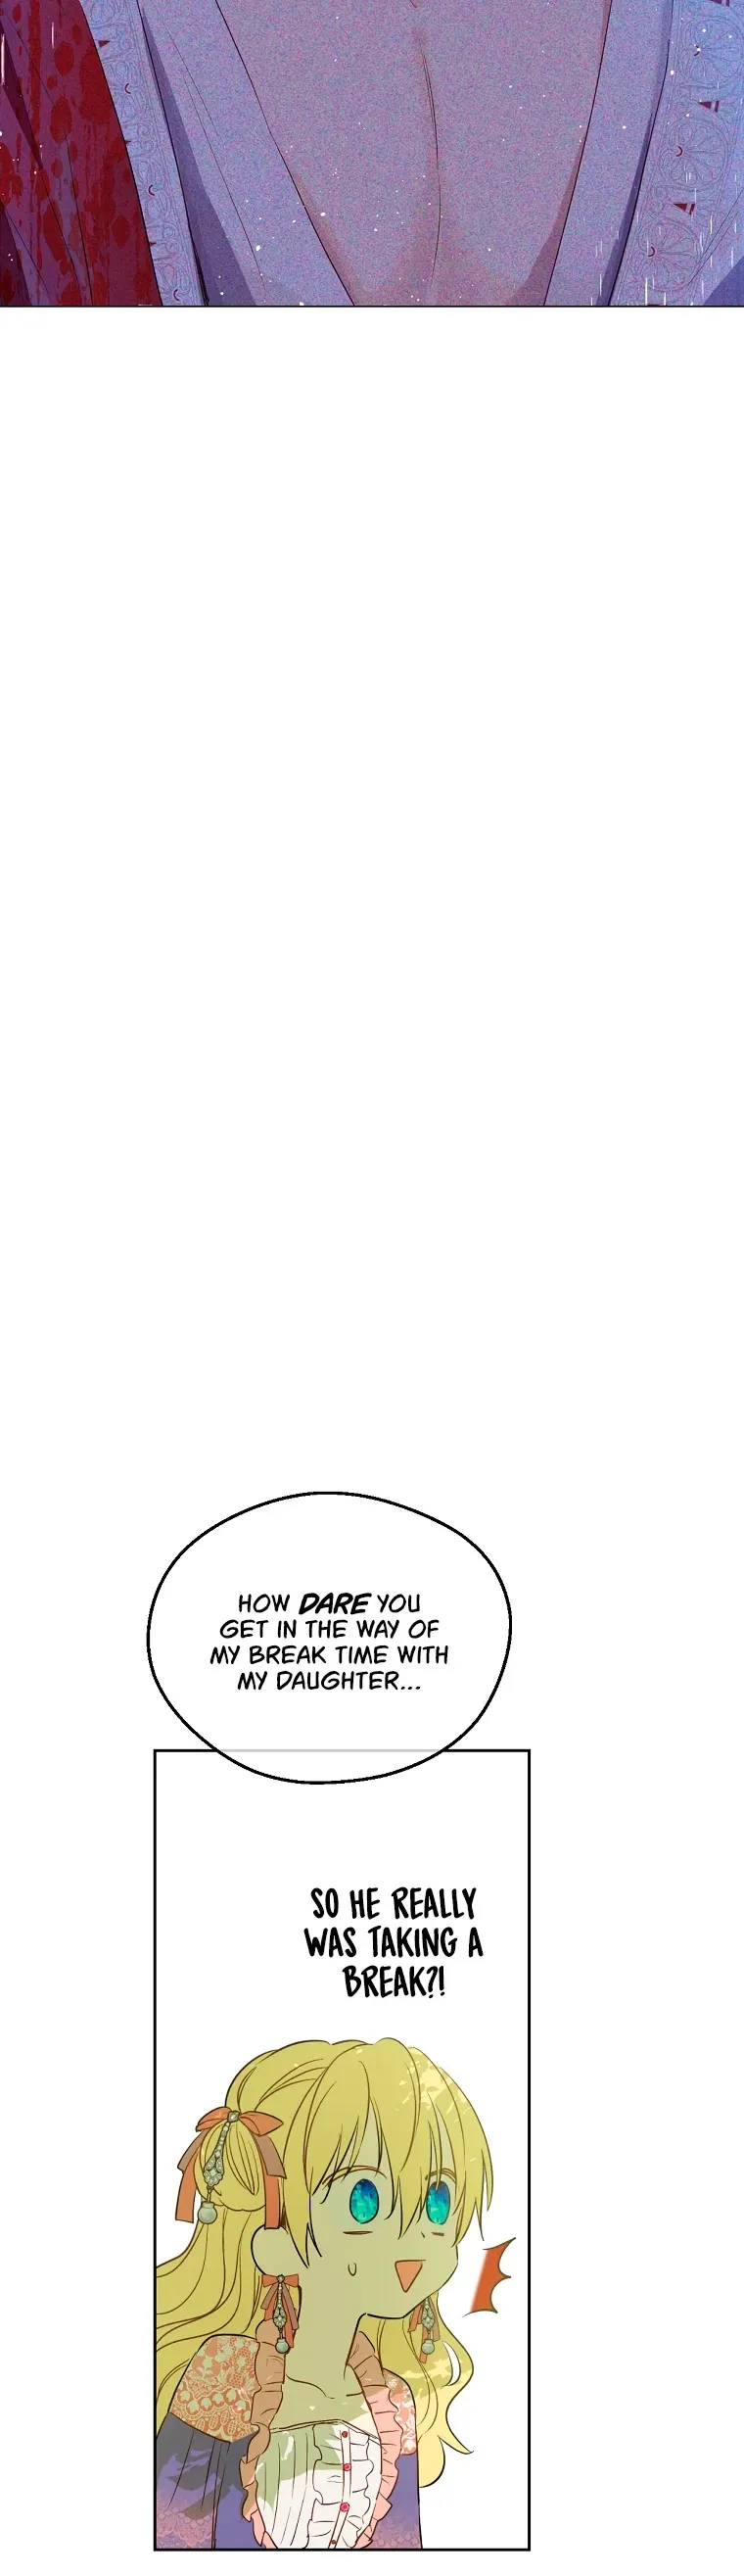 HOW DARE YOU
GET IN THE WAY OF
MY BREAK TIME WITH
MY DAUGHTER...
SO HE REALLY
WAS TAKING A
BREAK?!